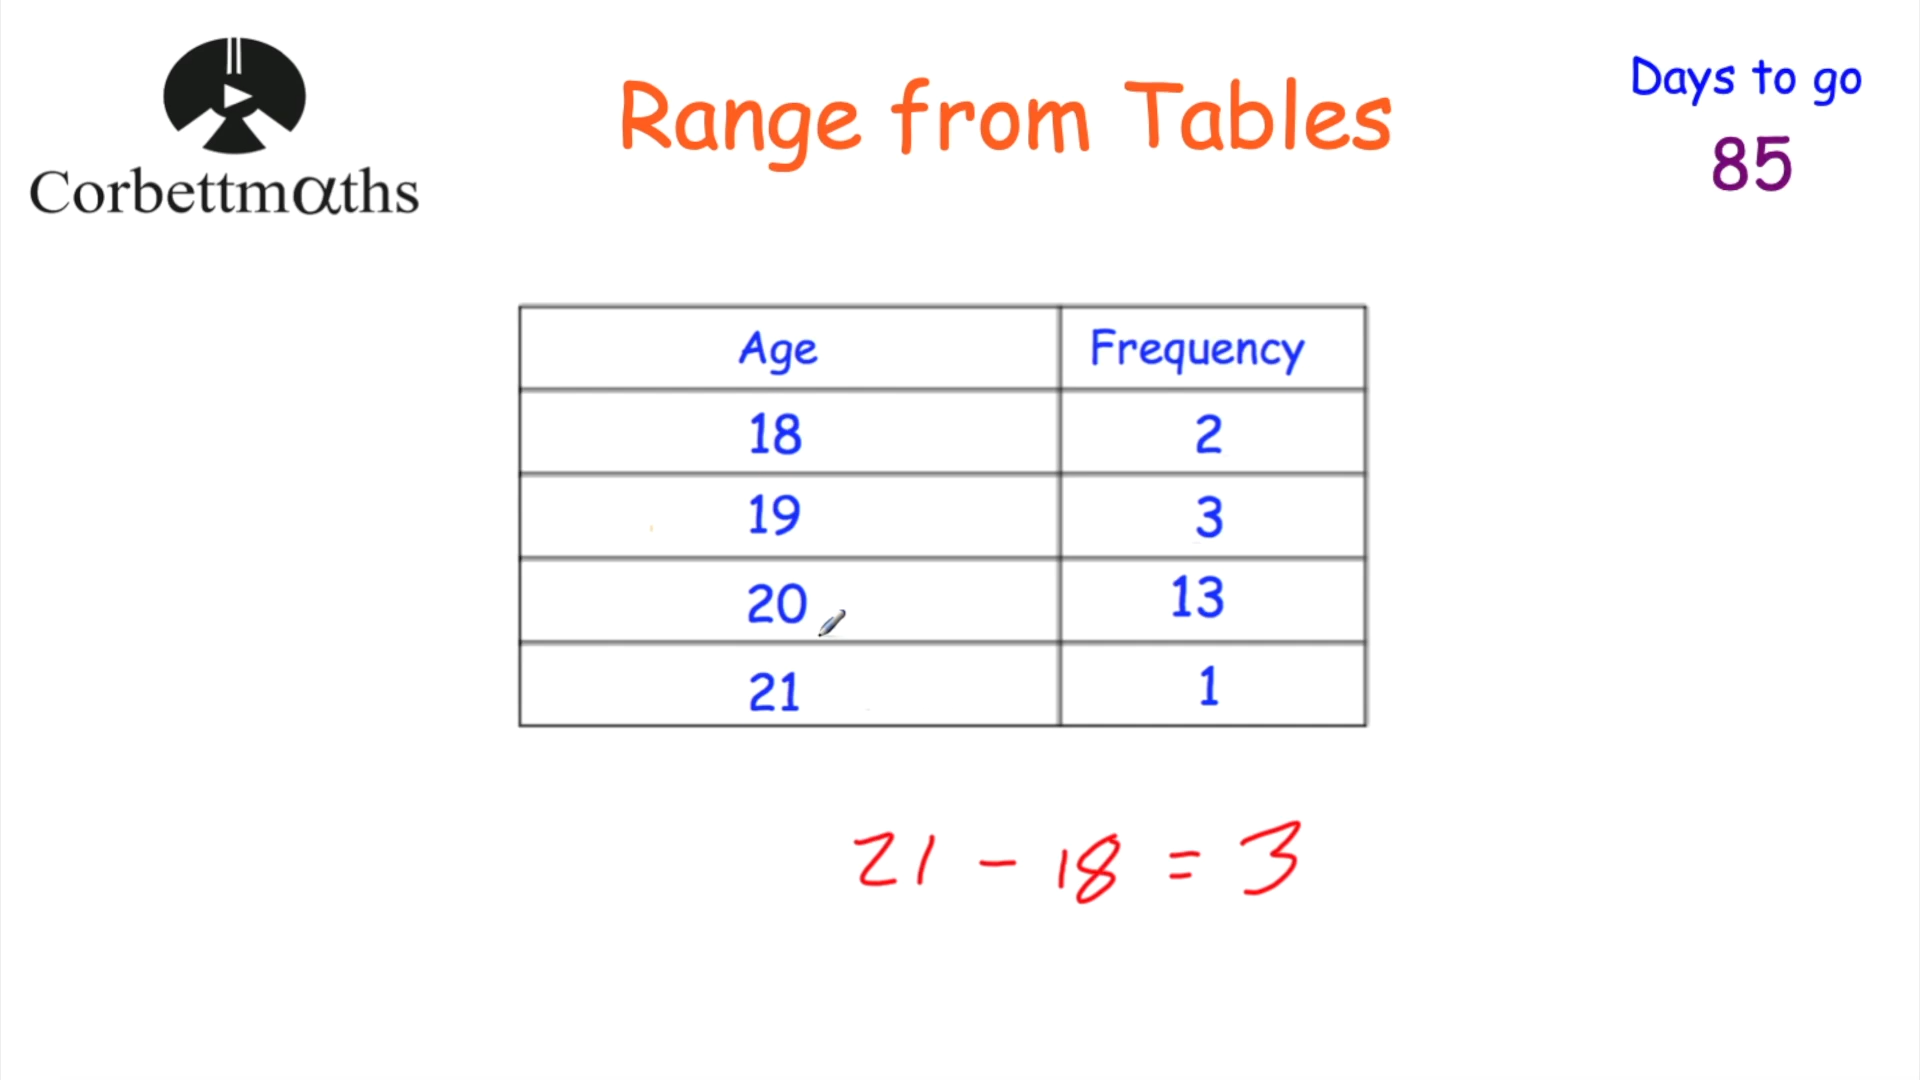 Corbettmαths
Range from Tables
Days to go
85
Age Frequency
18 2
19 3
20 13
21 1
21 - 18 = 3